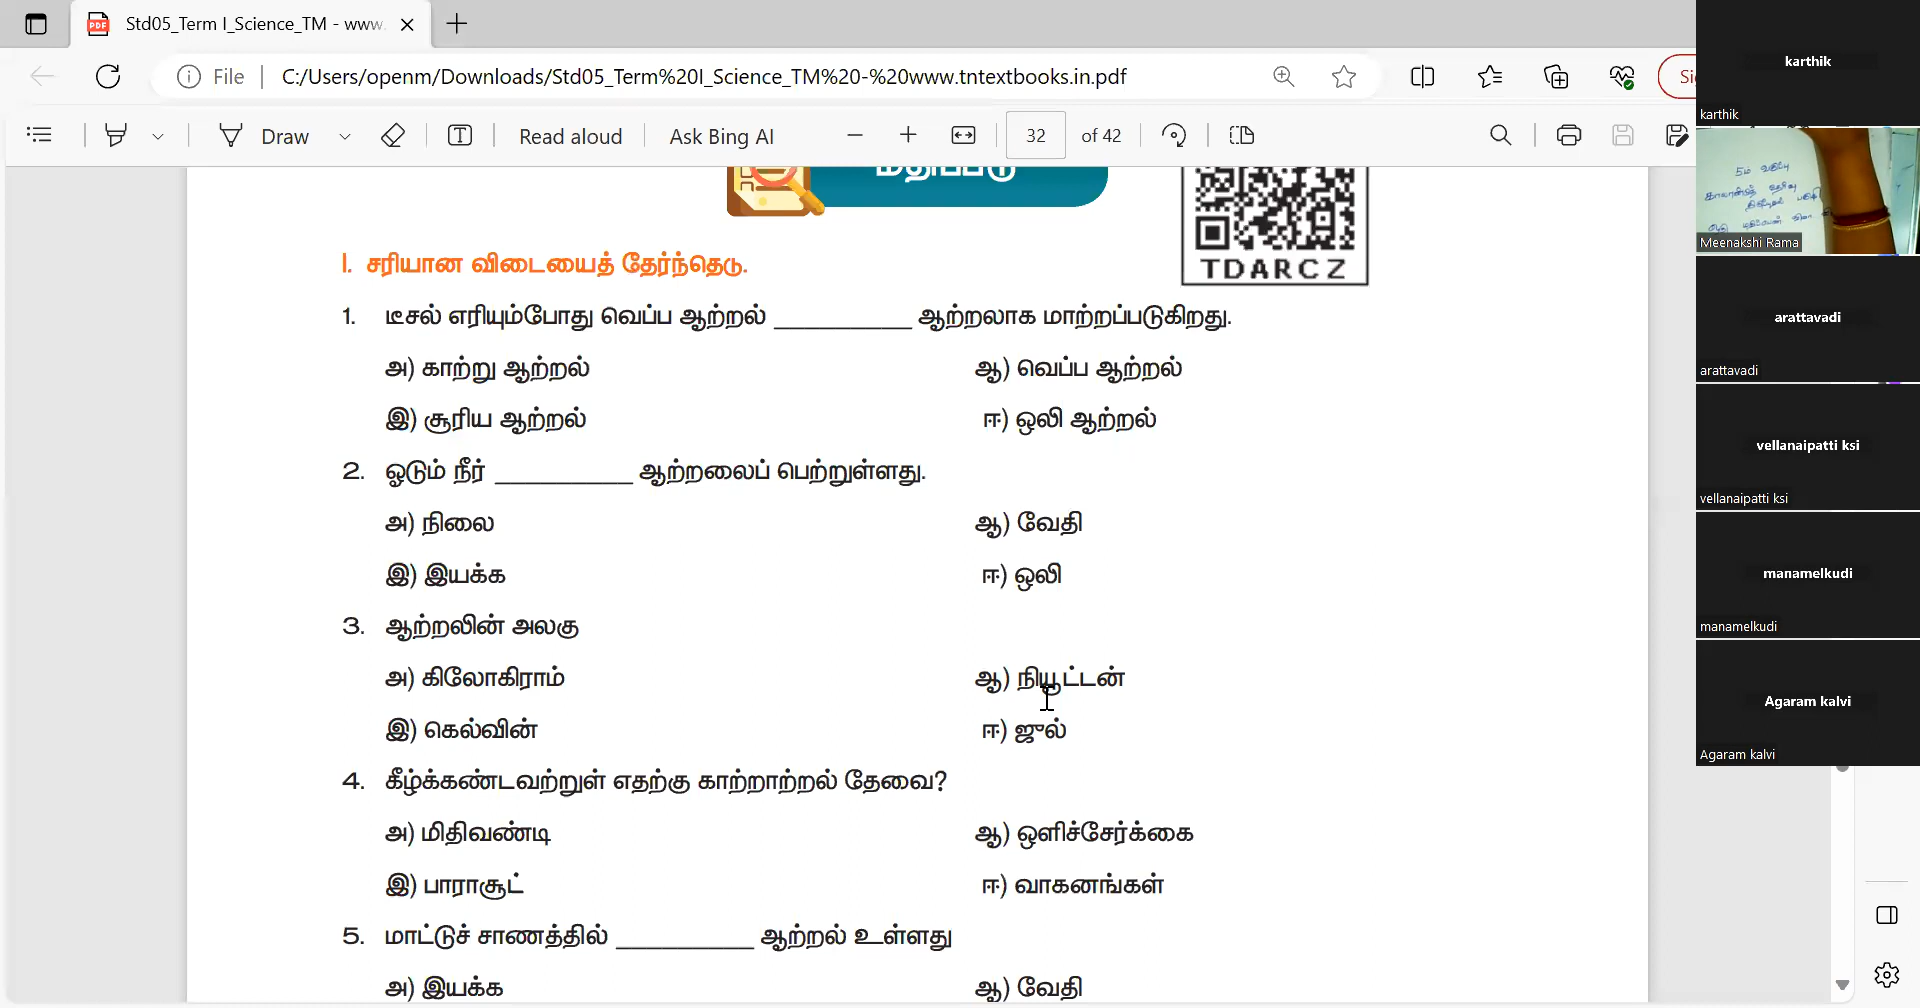 Std05_Term I_Science_TM - www.
File
C:/Users/openm/Downloads/Std05_Term%20I_Science_TM%20-%20www.tntextbooks.in.pdf
Draw
Read aloud
Ask Bing AI
32 of 42
மதிப்பீடு
TDARCZ
I. சரியான விடையைத் தேர்ந்தெடு.
1. டீசல் எரியும்போது வெப்ப ஆற்றல் __________ ஆற்றலாக மாற்றப்படுகிறது.
அ) காற்று ஆற்றல் ஆ) வெப்ப ஆற்றல்
இ) சூரிய ஆற்றல் ஈ) ஒலி ஆற்றல்
2. ஓடும் நீர் __________ ஆற்றலைப் பெற்றுள்ளது.
அ) நிலை ஆ) வேதி
இ) இயக்க ஈ) ஒலி
3. ஆற்றலின் அலகு
அ) கிலோகிராம் ஆ) நியூட்டன்
இ) கெல்வின் ஈ) ஜுல்
4. கீழ்க்கண்டவற்றுள் எதற்கு காற்றாற்றல் தேவை?
அ) மிதிவண்டி ஆ) ஒளிச்சேர்க்கை
இ) பாராசூட் ஈ) வாகனங்கள்
5. மாட்டுச் சாணத்தில் __________ ஆற்றல் உள்ளது
அ) இயக்க ஆ) வேதி
karthik
karthik
5ம் வகுப்பு
Meenakshi Rama
arattavadi
arattavadi
vellanaipatti ksi
vellanaipatti ksi
manamelkudi
manamelkudi
Agaram kalvi
Agaram kalvi